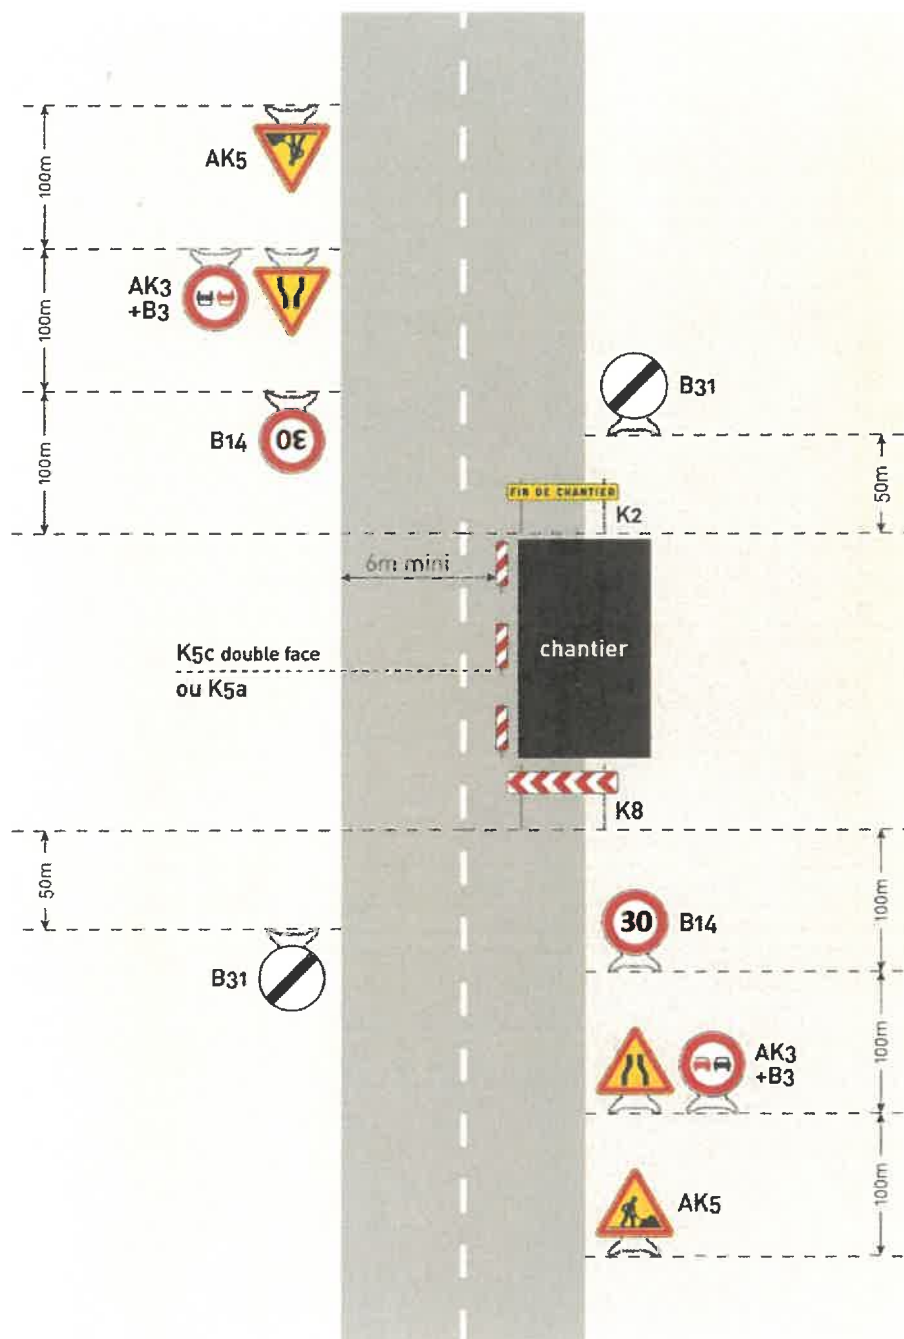 AK5
100m
AK3
+B3
100m
B31
B14
30
100m
50m
FIN DE CHANTIER
K2
6m mini
chantier
K5c double face
ou K5a
K8
50m
30
B14
100m
B31
AK3
+B3
100m
AK5
100m